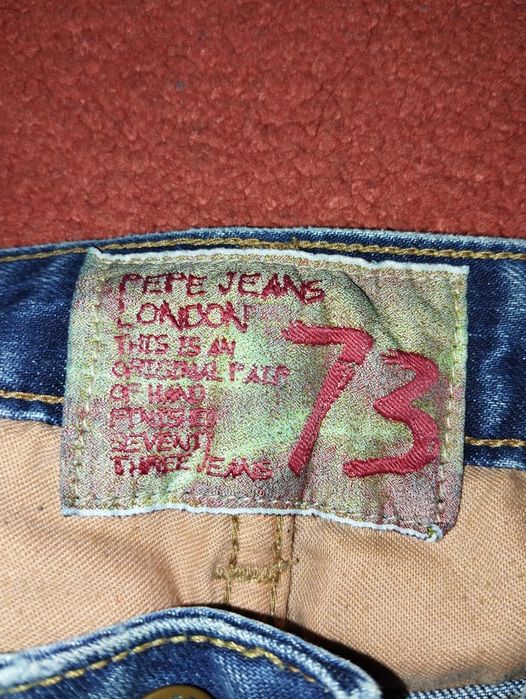 PEPE JEANS
LONDON
73
THIS IS AN
ORIGINAL PAIR
OF HAND
FINISHED
SEVENTY
THREE JEANS